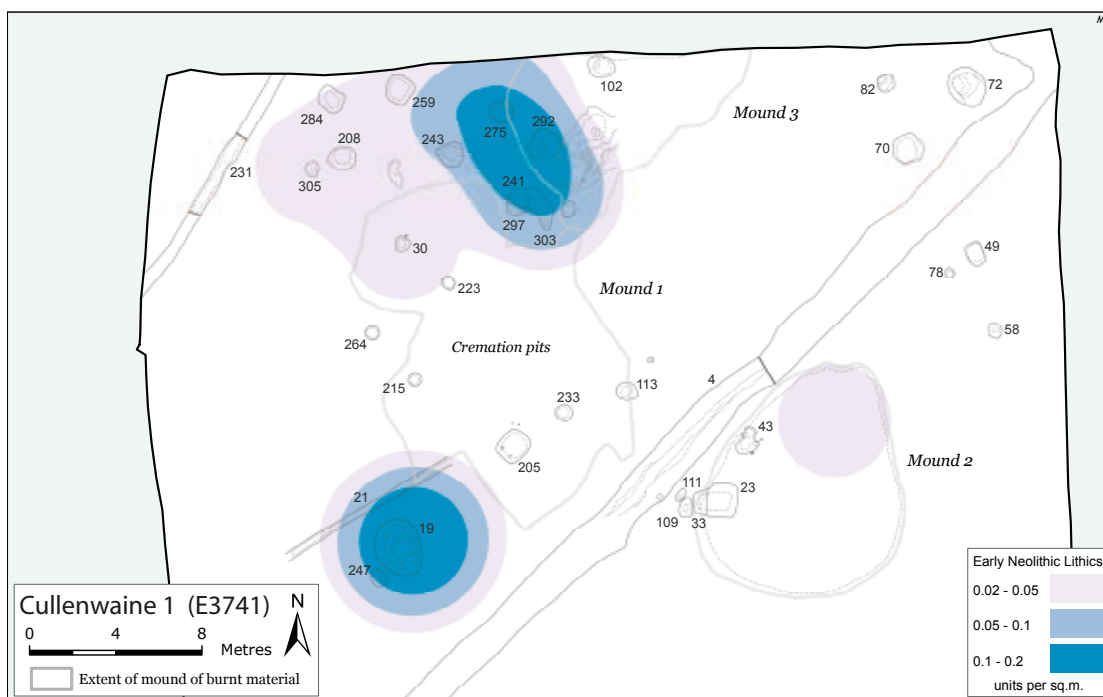 M
102
82
72
259
284
275
292
Mound 3
243
208
70
231
305
241
297
303
30
49
78
223
Mound 1
58
264
Cremation pits
4
215
113
233
43
205
Mound 2
21
111
23
19
109
33
247
Cullenwaine 1 (E3741)
N
0 4 8
Metres
Extent of mound of burnt material
Early Neolithic Lithics
0.02 - 0.05
0.05 - 0.1
0.1 - 0.2
units per sq.m.